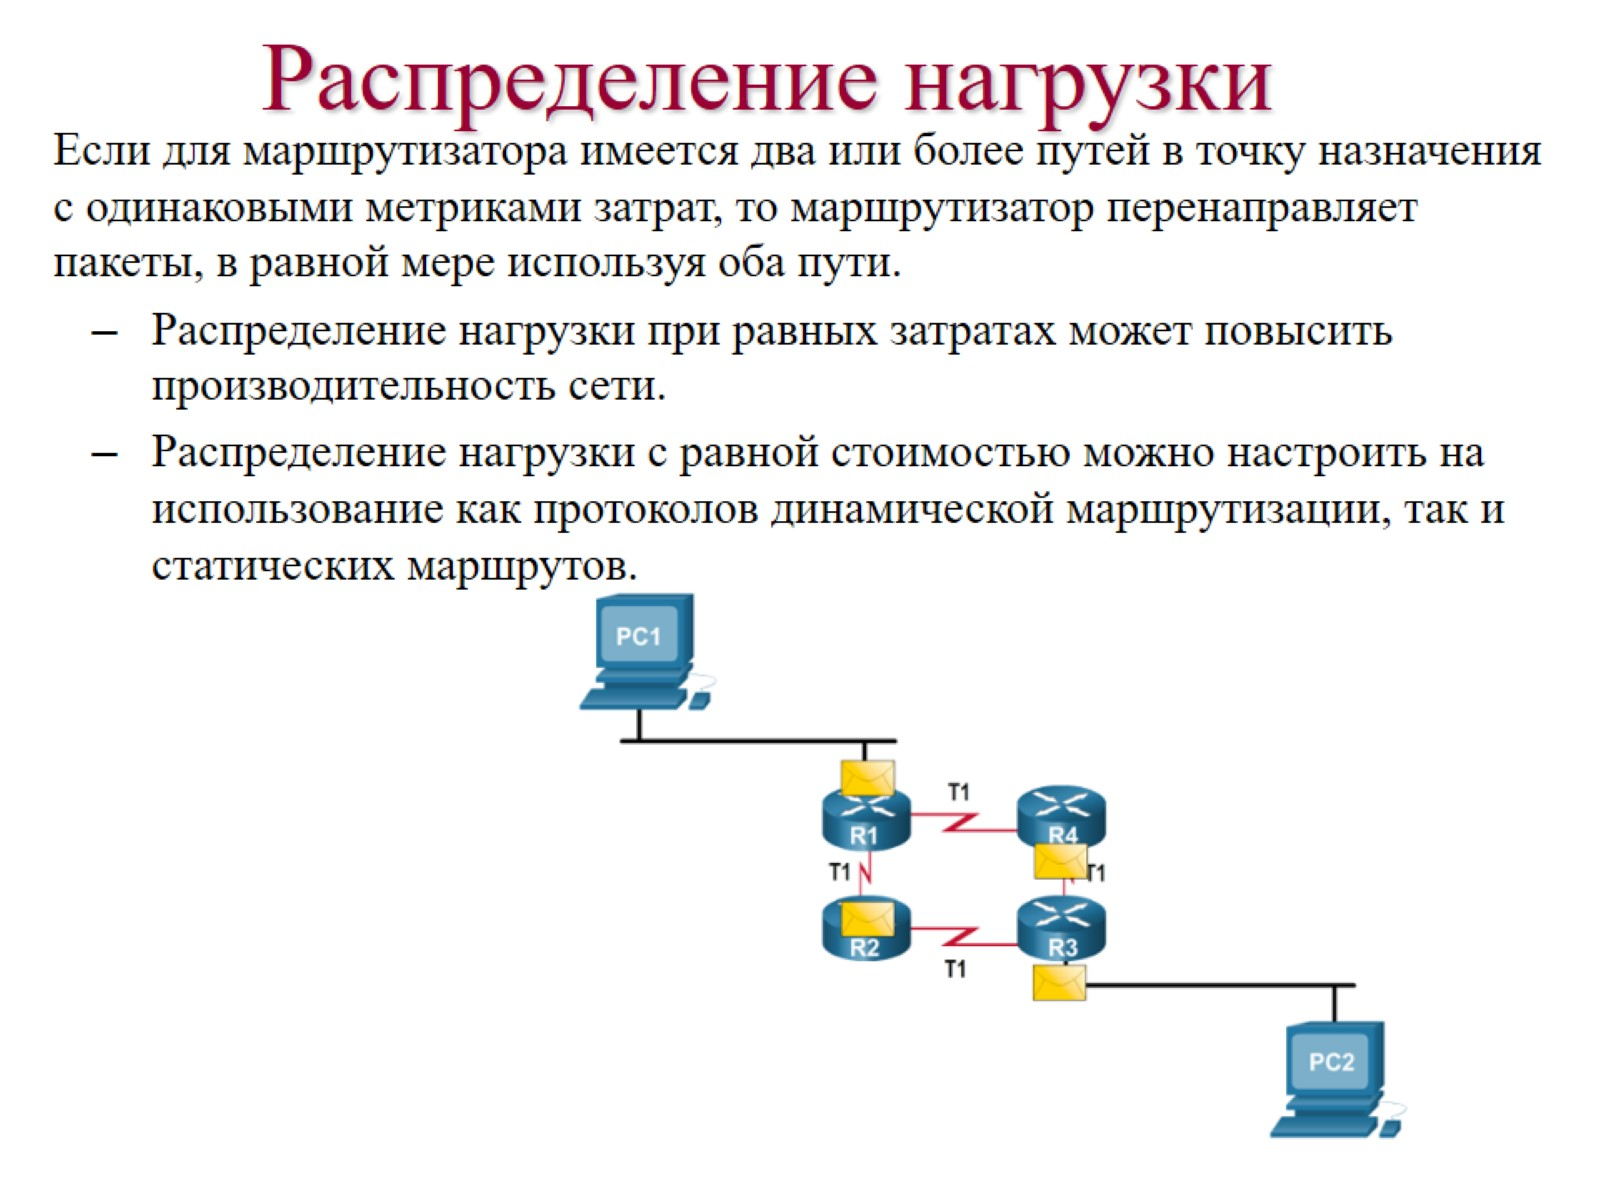 Распределение нагрузки
Если для маршрутизатора имеется два или более путей в точку назначения
с одинаковыми метриками затрат, то маршрутизатор перенаправляет
пакеты, в равной мере используя оба пути.
– Распределение нагрузки при равных затратах может повысить
производительность сети.
– Распределение нагрузки с равной стоимостью можно настроить на
использование как протоколов динамической маршрутизации, так и
статических маршрутов.
PC1
T1
R1
R4
T1
T1
R2
R3
T1
PC2